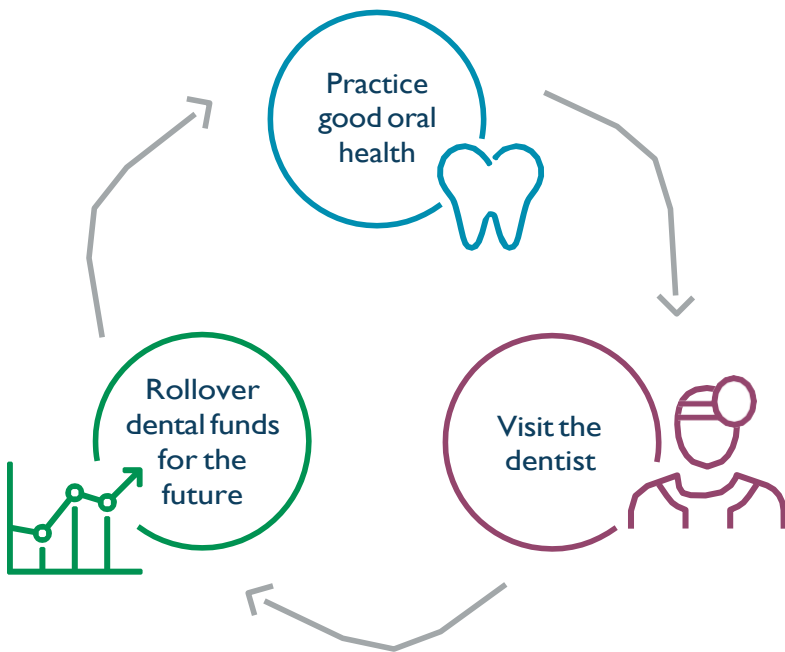 Practice
good oral
health
Visit the
dentist
Rollover
dental funds
for the
future